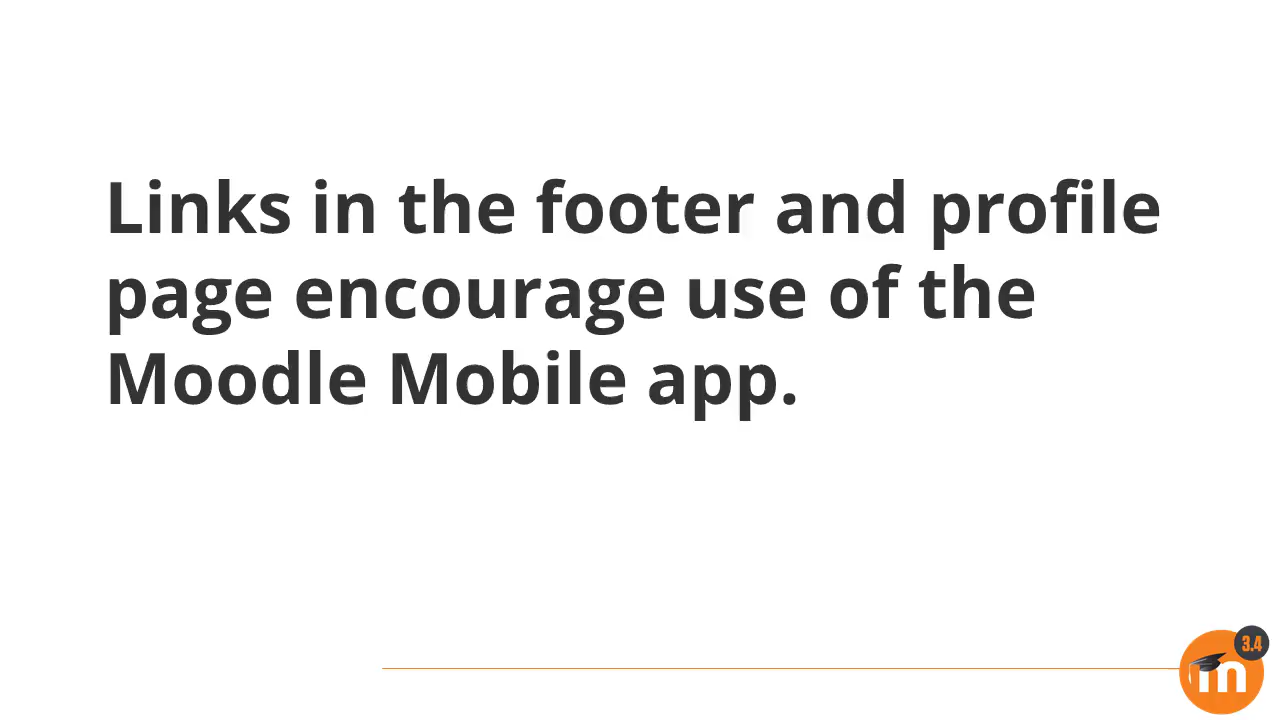 Links in the footer and profile
page encourage use of the
Moodle Mobile app.
3.4
m